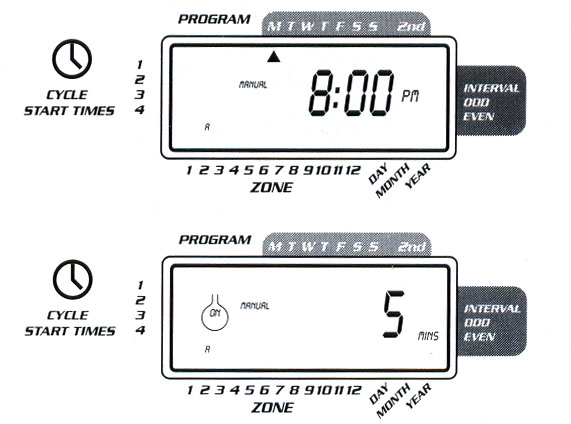 PROGRAM M T W T F S S 2nd
1
2
3
4
CYCLE
START TIMES
MANUAL
8:00 PM
A
INTERVAL
ODD
EVEN
1 2 3 4 5 6 7 8 9 10 11 12 DAY MONTH YEAR
ZONE
PROGRAM M T W T F S S 2nd
1
2
3
4
CYCLE
START TIMES
ON
MANUAL
5 MINS
A
INTERVAL
ODD
EVEN
1 2 3 4 5 6 7 8 9 10 11 12 DAY MONTH YEAR
ZONE